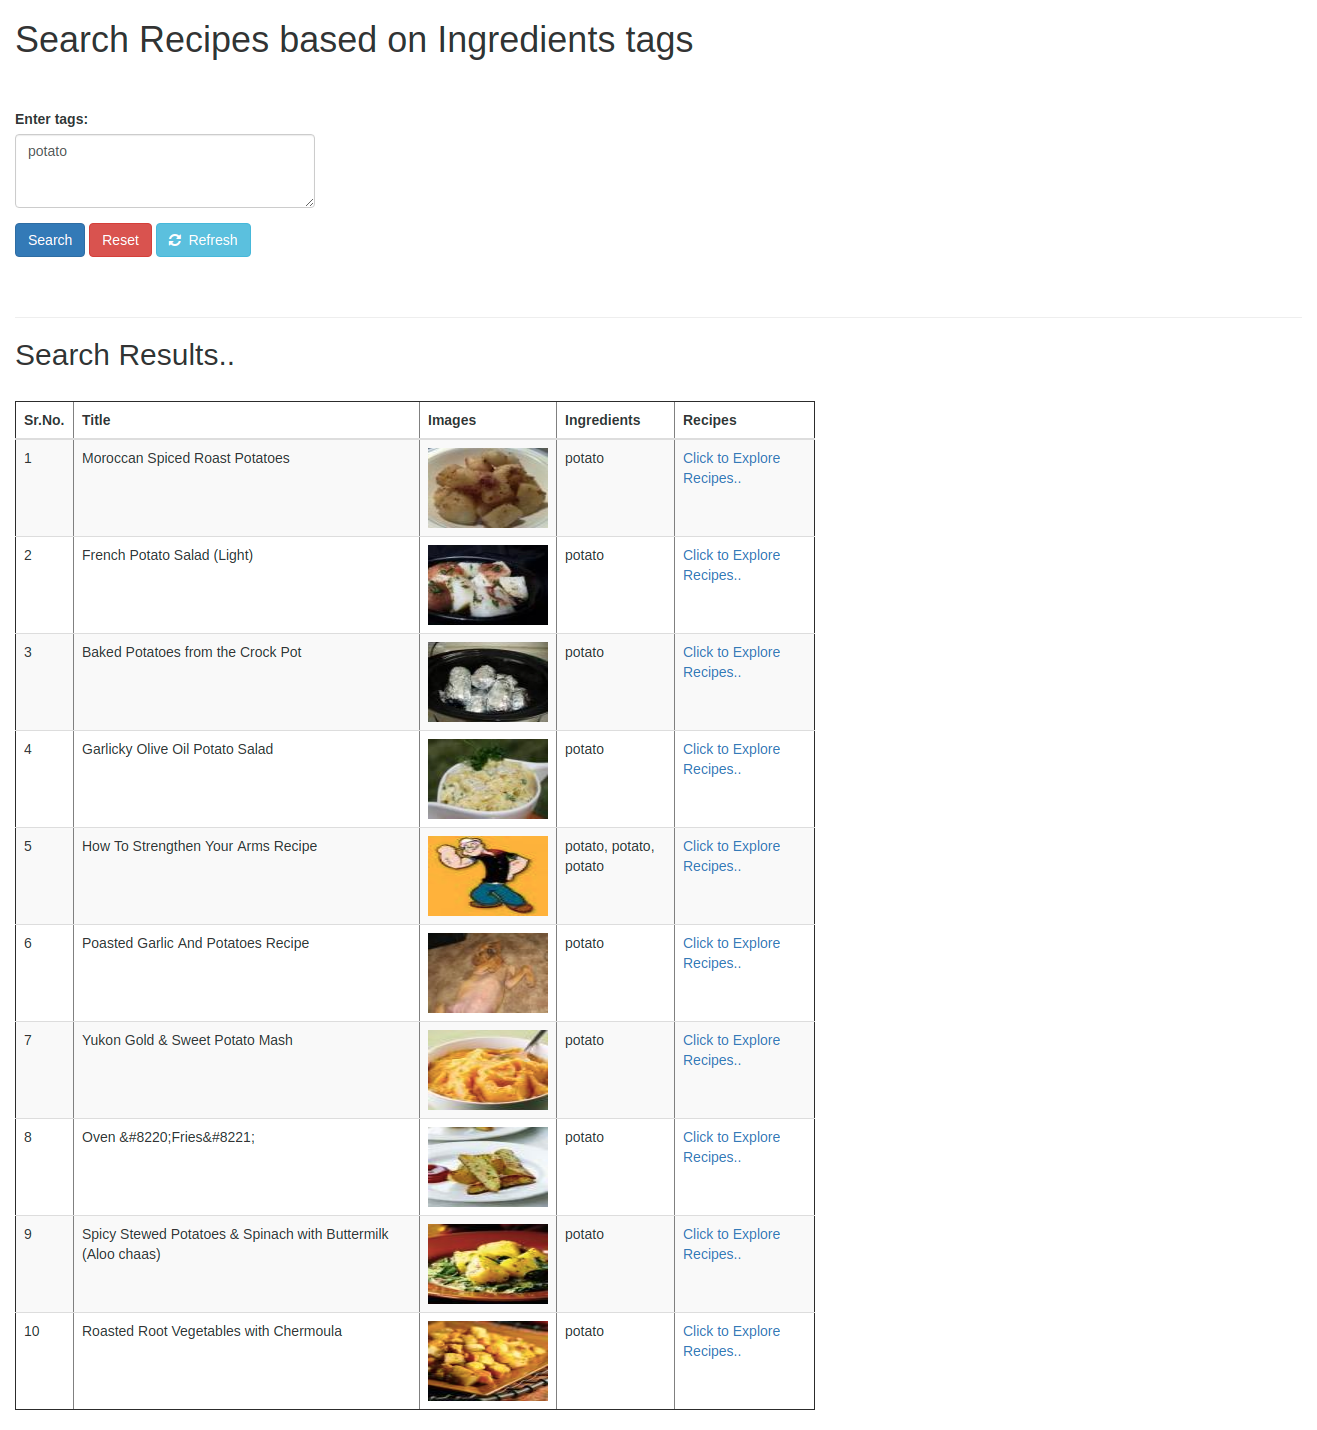 Search Recipes based on Ingredients tags
Enter tags:
potato
Search Reset Refresh
Search Results..
Sr.No. Title Images Ingredients Recipes
1 Moroccan Spiced Roast Potatoes potato Click to Explore
Recipes..
2 French Potato Salad (Light) potato Click to Explore
Recipes..
3 Baked Potatoes from the Crock Pot potato Click to Explore
Recipes..
4 Garlicky Olive Oil Potato Salad potato Click to Explore
Recipes..
5 How To Strengthen Your Arms Recipe potato, potato, Click to Explore
potato Recipes..
6 Poasted Garlic And Potatoes Recipe potato Click to Explore
Recipes..
7 Yukon Gold & Sweet Potato Mash potato Click to Explore
Recipes..
8 Oven &#8220;Fries&#8221; potato Click to Explore
Recipes..
9 Spicy Stewed Potatoes & Spinach with Buttermilk potato Click to Explore
(Aloo chaas) Recipes..
10 Roasted Root Vegetables with Chermoula potato Click to Explore
Recipes..